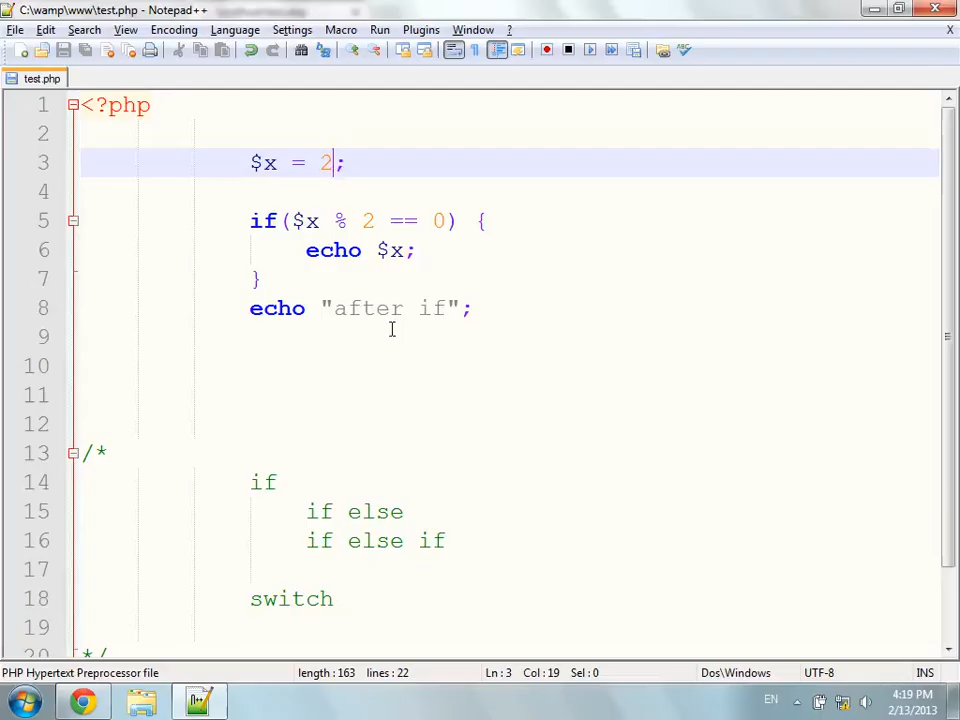 C:\wamp\www\test.php - Notepad++
File Edit Search View Encoding Language Settings Macro Run Plugins Window ? X
test.php
1 <?php
2
3 $x = 2;
4
5 if($x % 2 == 0) {
6 echo $x;
7 }
8 echo "after if";
9
10
11
12
13 /*
14 if
15 if else
16 if else if
17
18 switch
19
20 */
PHP Hypertext Preprocessor file length : 163 lines : 22 Ln : 3 Col : 19 Sel : 0 Dos\Windows UTF-8 INS
EN 4:19 PM
2/13/2013